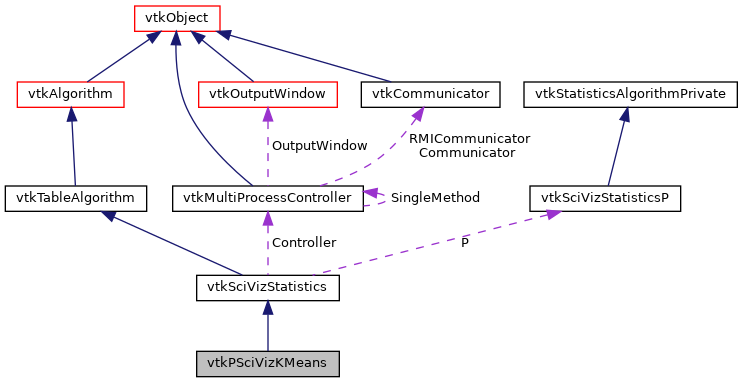 vtkObject
vtkAlgorithm
vtkOutputWindow
vtkCommunicator
vtkStatisticsAlgorithmPrivate
OutputWindow
RMICommunicator
Communicator
vtkTableAlgorithm
vtkMultiProcessController
SingleMethod
vtkSciVizStatisticsP
Controller
P
vtkSciVizStatistics
vtkPSciVizKMeans